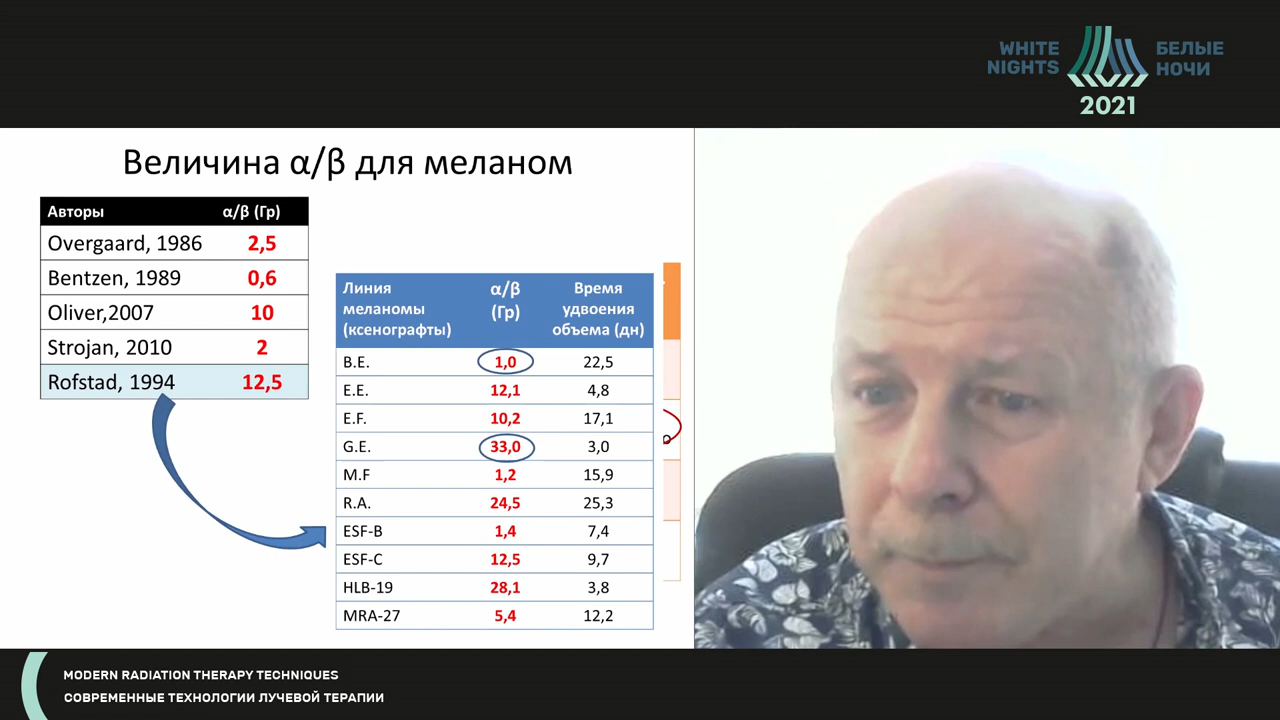 WHITE NIGHTS
БЕЛЫЕ НОЧИ
2021
Величина α/β для меланом
Авторы α/β (Гр)
Overgaard, 1986 2,5
Bentzen, 1989 0,6
Oliver,2007 10
Strojan, 2010 2
Rofstad, 1994 12,5
Линия меланомы (ксенографты) α/β (Гр) Время удвоения объема (дн)
B.E. 1,0 22,5
E.E. 12,1 4,8
E.F. 10,2 17,1
G.E. 33,0 3,0
M.F 1,2 15,9
R.A. 24,5 25,3
ESF-B 1,4 7,4
ESF-C 12,5 9,7
HLB-19 28,1 3,8
MRA-27 5,4 12,2
MODERN RADIATION THERAPY TECHNIQUES
СОВРЕМЕННЫЕ ТЕХНОЛОГИИ ЛУЧЕВОЙ ТЕРАПИИ